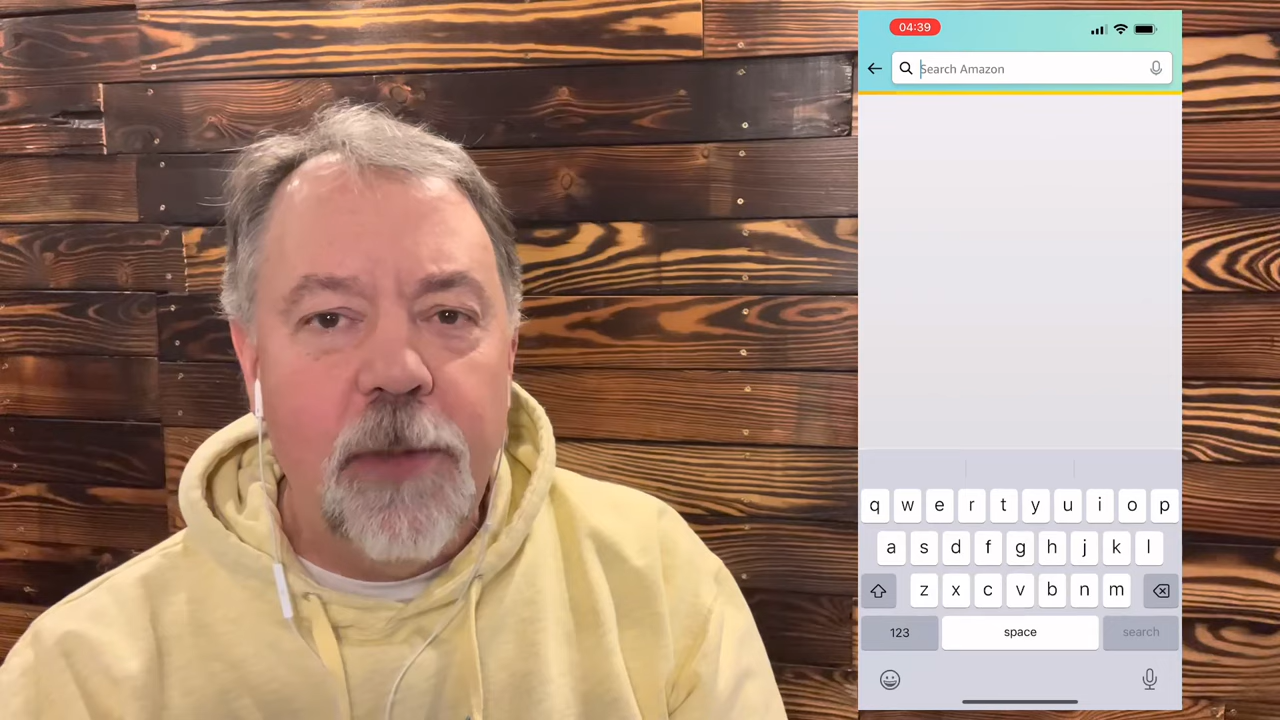 04:39
Search Amazon
q w e r t y u i o p
a s d f g h j k l
z x c v b n m
123 space search